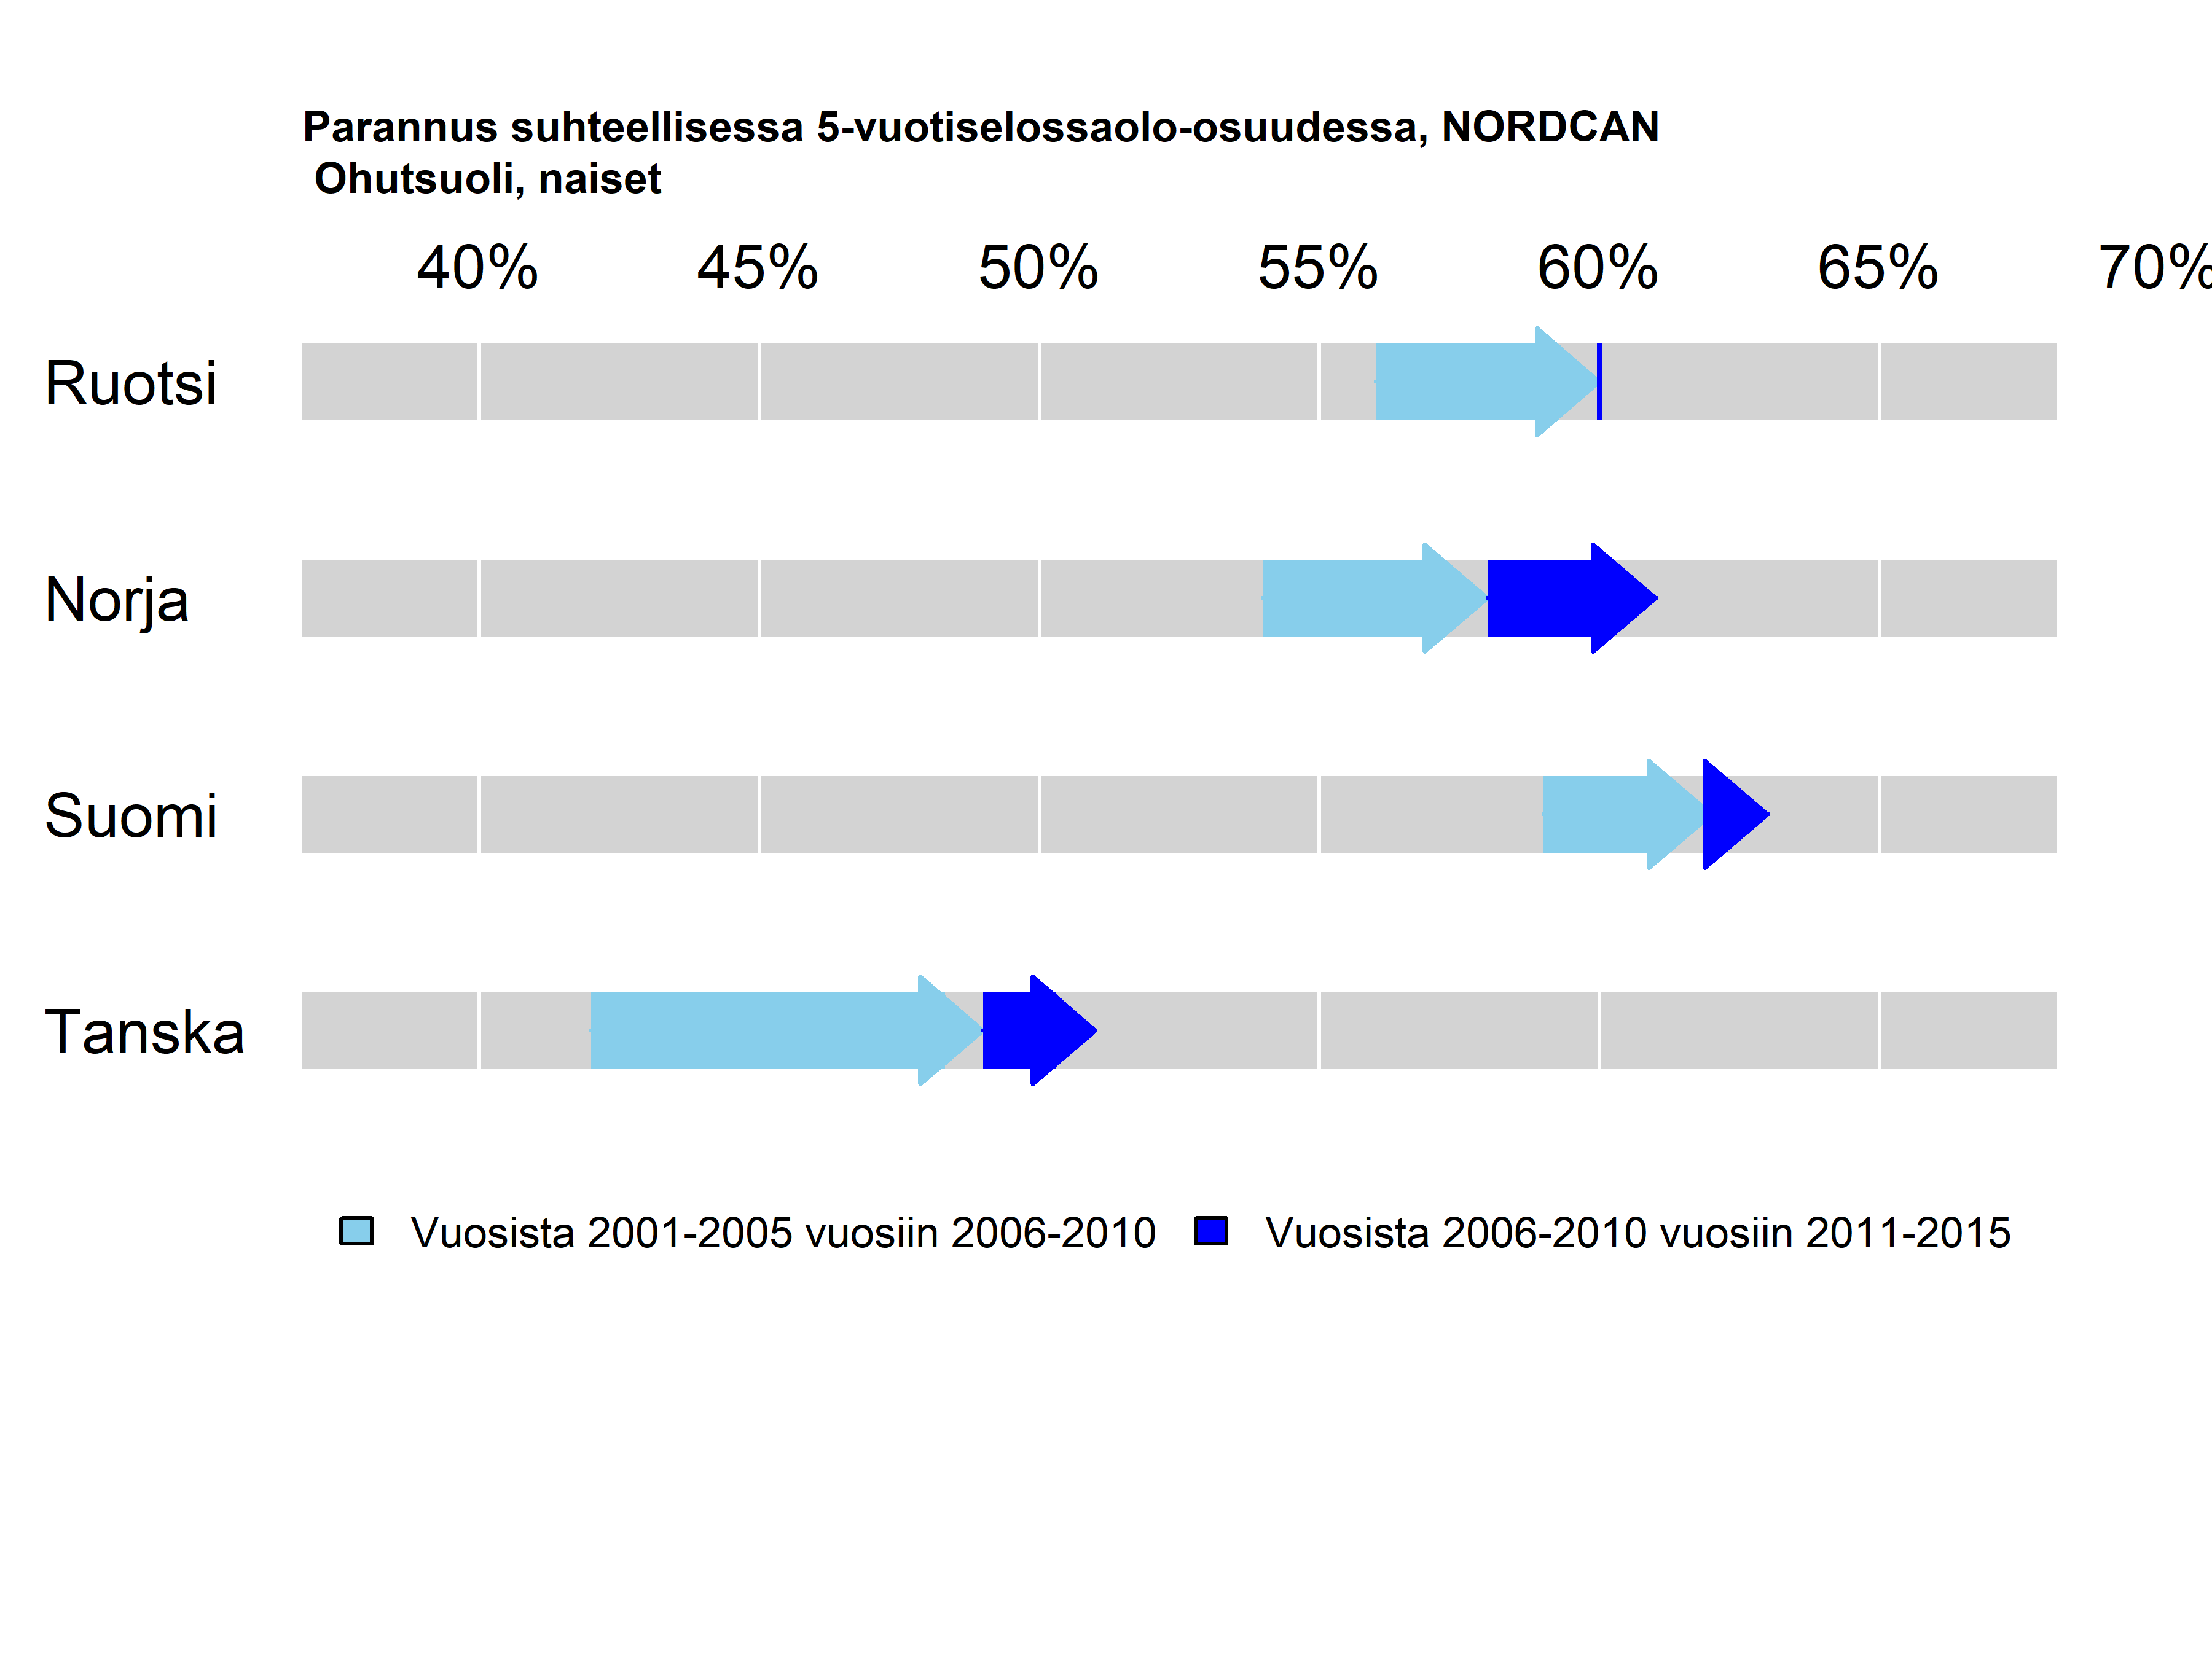 Parannus suhteellisessa 5-vuotiselossaolo-osuudessa, NORDCAN
Ohutsuoli, naiset
40% 45% 50% 55% 60% 65% 70%
Ruotsi
Norja
Suomi
Tanska
Vuosista 2001-2005 vuosiin 2006-2010 Vuosista 2006-2010 vuosiin 2011-2015